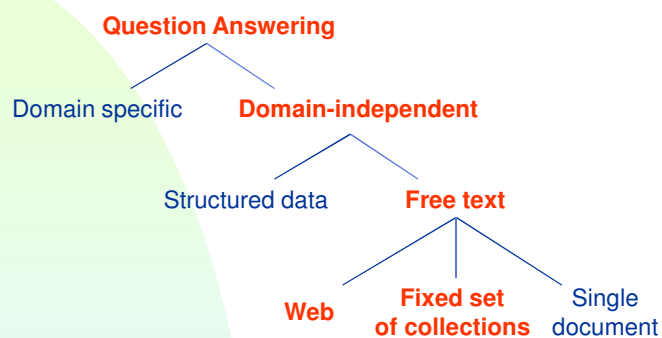 Question Answering
Domain specific
Domain-independent
Structured data
Free text
Web
Fixed set
of collections
Single
document